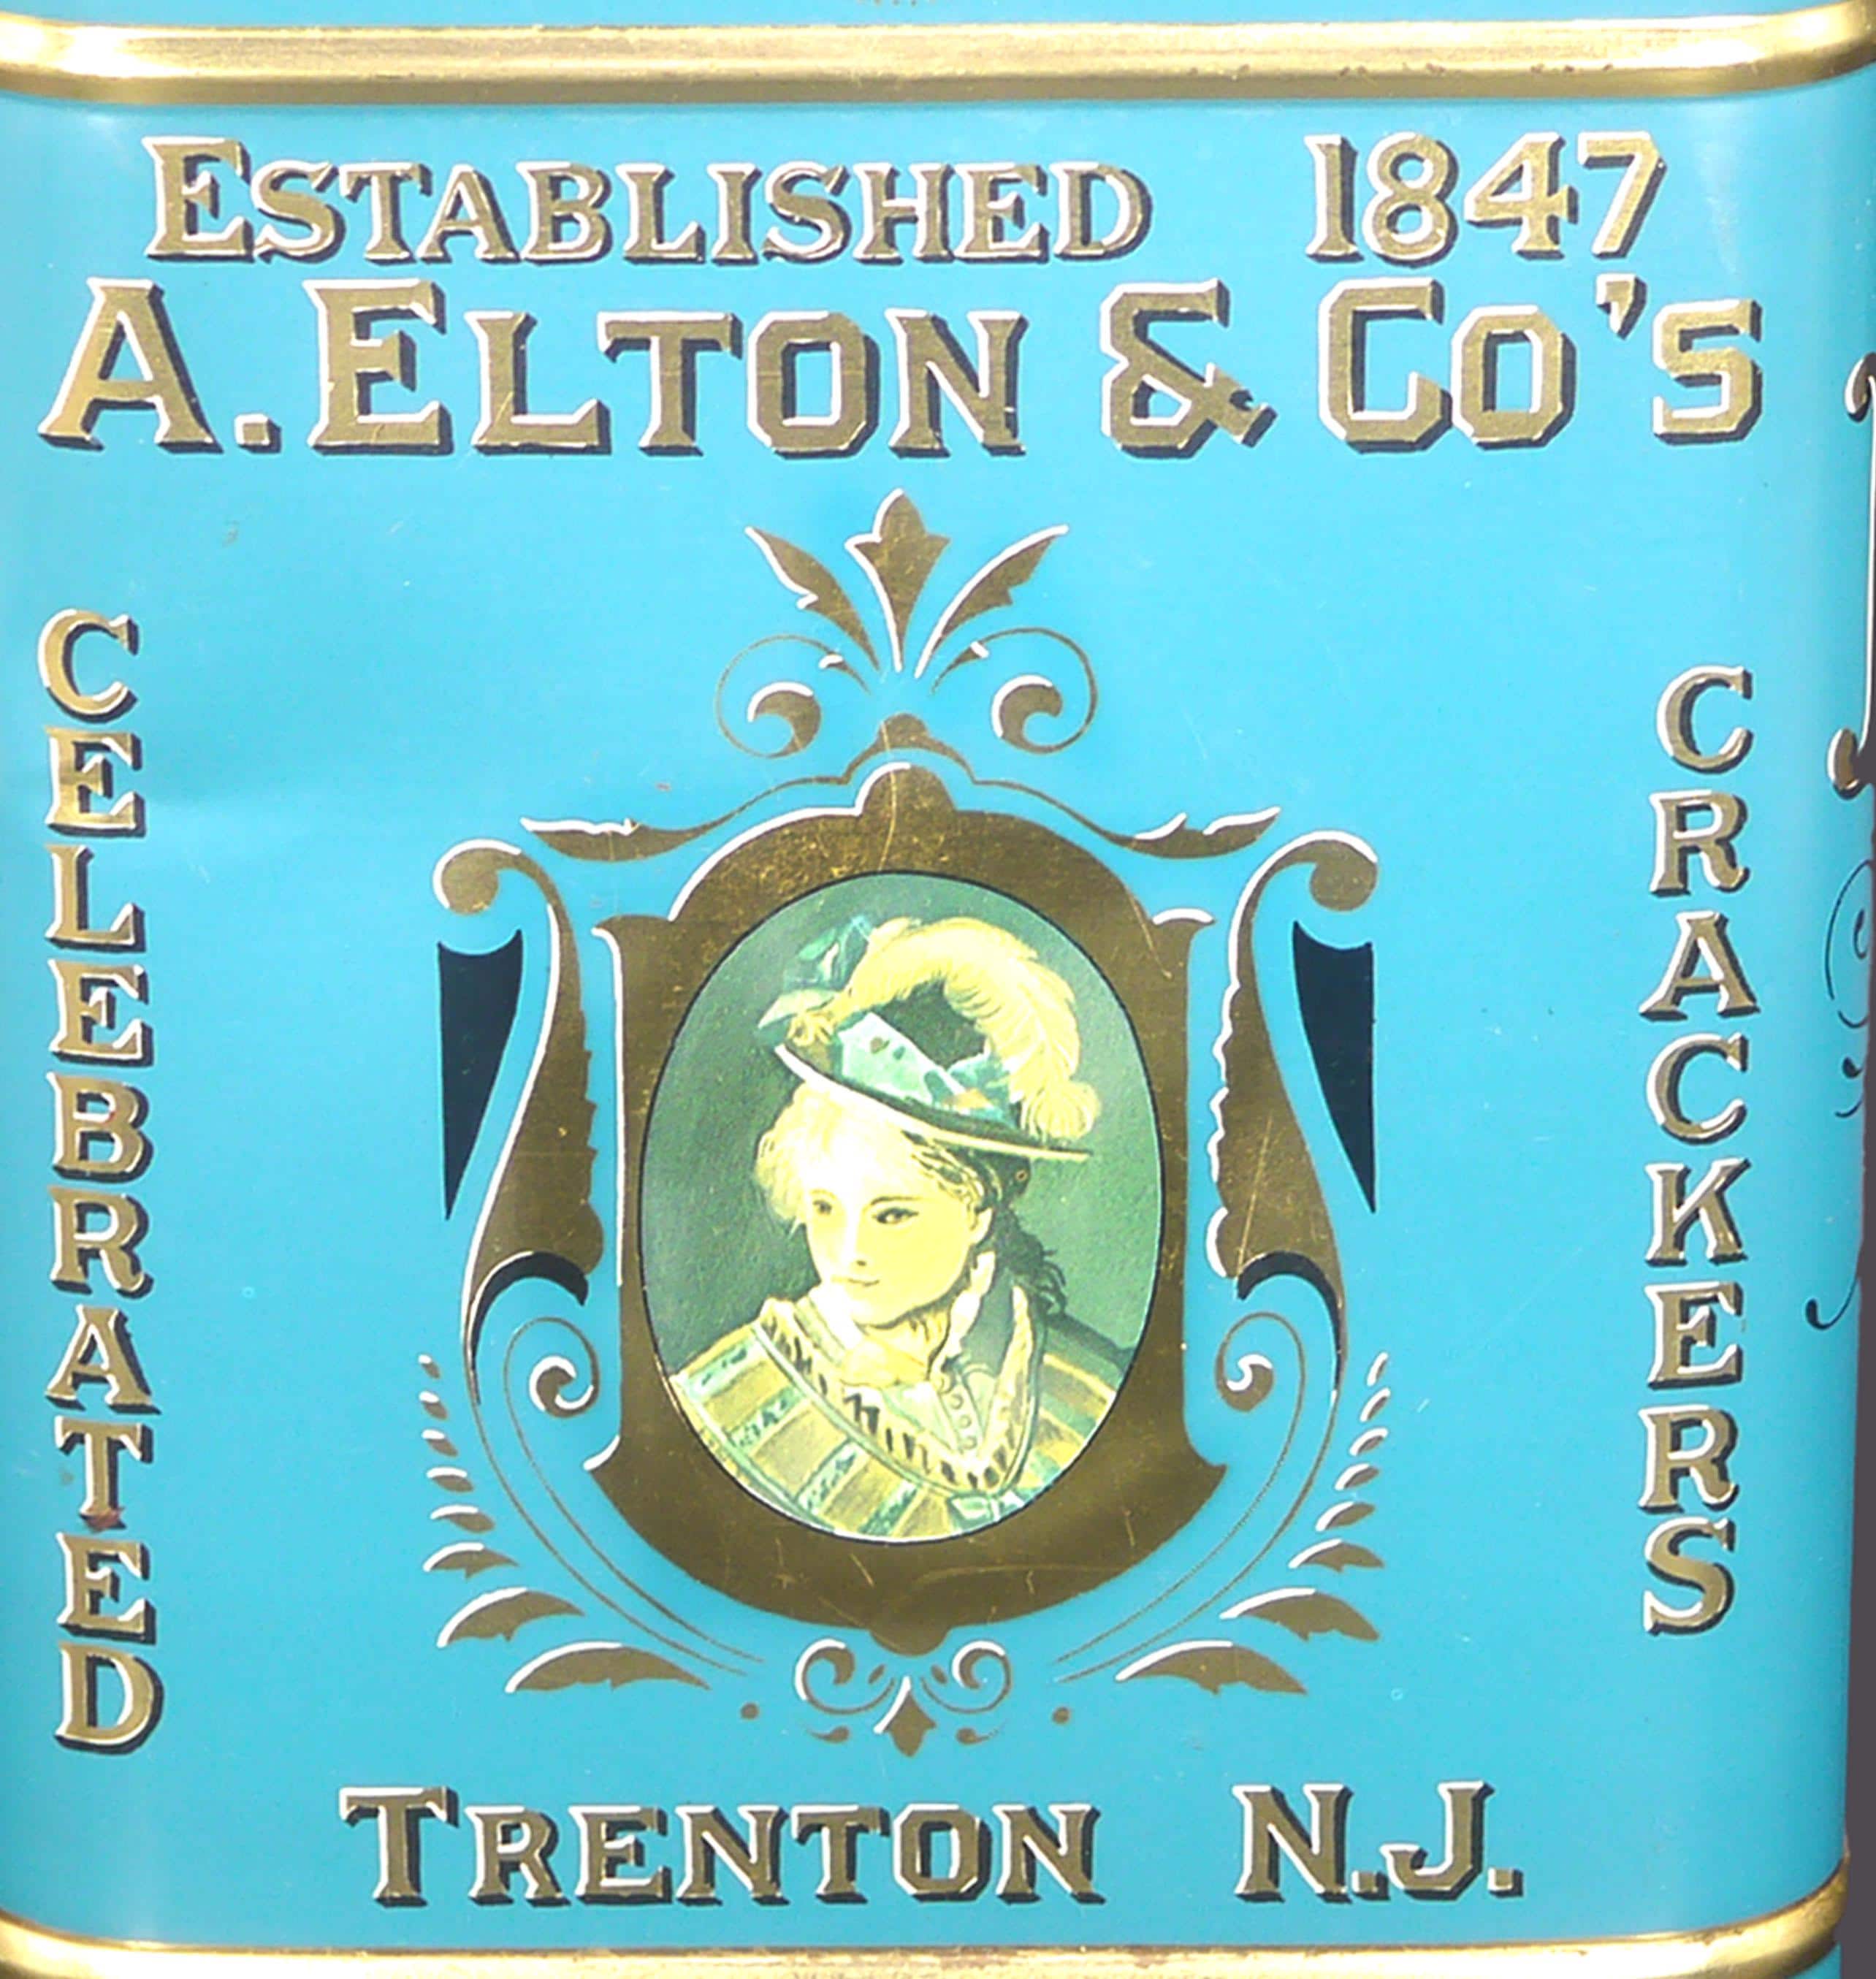 ESTABLISHED 1847
A. ELTON & CO'S
CELEBRATED
CRACKERS
TRENTON N.J.